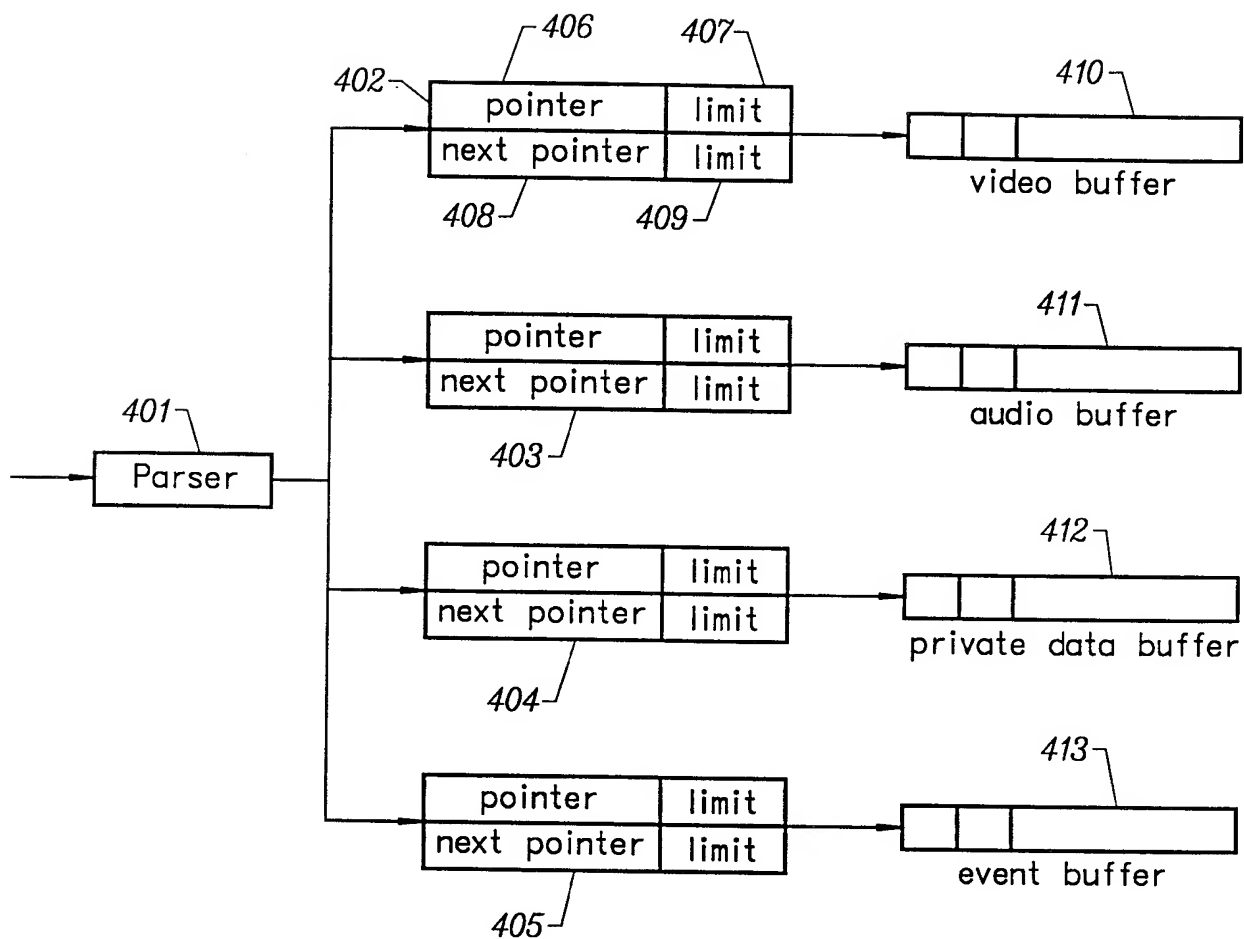 406
407
402
pointer limit
next pointer limit
408
409
410
video buffer
pointer limit
next pointer limit
403
411
audio buffer
401
Parser
pointer limit
next pointer limit
404
412
private data buffer
pointer limit
next pointer limit
405
413
event buffer